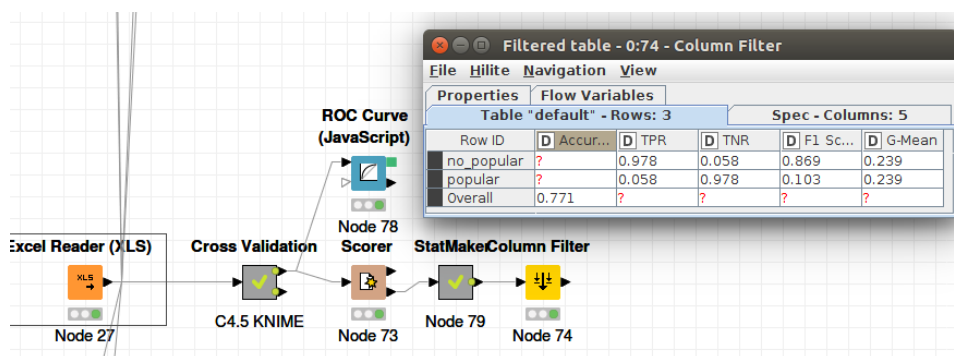 Filtered table - 0:74 - Column Filter
File Hilite Navigation View
Properties Flow Variables
Table "default" - Rows: 3 Spec - Columns: 5
Row ID D Accur... D TPR D TNR D F1 Sc... D G-Mean
no_popular ? 0.978 0.058 0.869 0.239
popular ? 0.058 0.978 0.103 0.239
Overall 0.771 ? ? ? ?
ROC Curve
(JavaScript)
Node 78
Excel Reader (XLS) Cross Validation Scorer StatMaker Column Filter
XLS
C4.5 KNIME
Node 27 Node 73 Node 79 Node 74